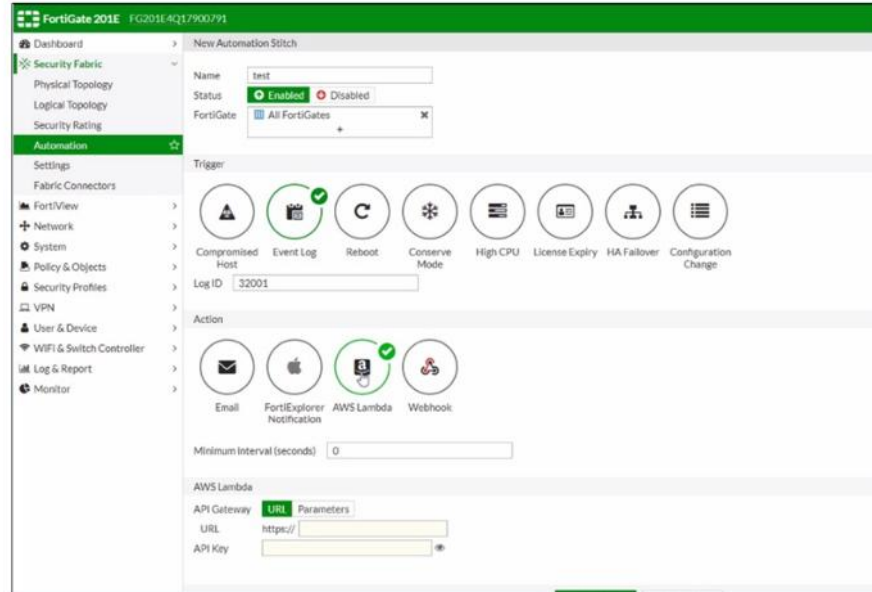 FortiGate 201E FG201E4Q17900791
Dashboard
Security Fabric
Physical Topology
Logical Topology
Security Rating
Automation
Settings
Fabric Connectors
FortiView
Network
System
Policy & Objects
Security Profiles
VPN
User & Device
WiFi & Switch Controller
Log & Report
Monitor
New Automation Stitch
Name test
Status Enabled Disabled
FortiGate All FortiGates
+
Trigger
Compromised Host
Event Log
Reboot
Conserve Mode
High CPU
License Expiry
HA Failover
Configuration Change
Log ID 32001
Action
Email
FortiExplorer Notification
AWS Lambda
Webhook
Minimum Interval (seconds) 0
AWS Lambda
API Gateway URL Parameters
URL https://
API Key